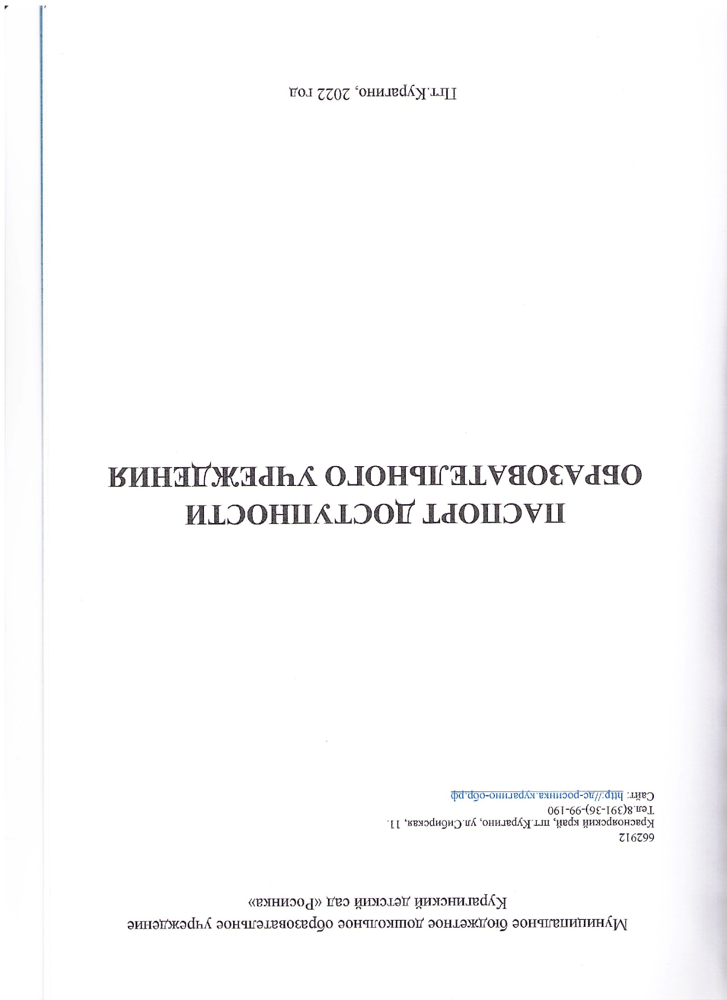 Муниципальное бюджетное дошкольное образовательное учреждение
Курагинский детский сад «Росинка»
662912
Красноярский край, пгт.Курагино, ул.Сибирская, 11.
Тел.8(391-36)-99-190
Сайт: http://дс-росинка.курагино-обр.рф
ПАСПОРТ ДОСТУПНОСТИ
ОБРАЗОВАТЕЛЬНОГО УЧРЕЖДЕНИЯ
Пгт.Курагино, 2022 год